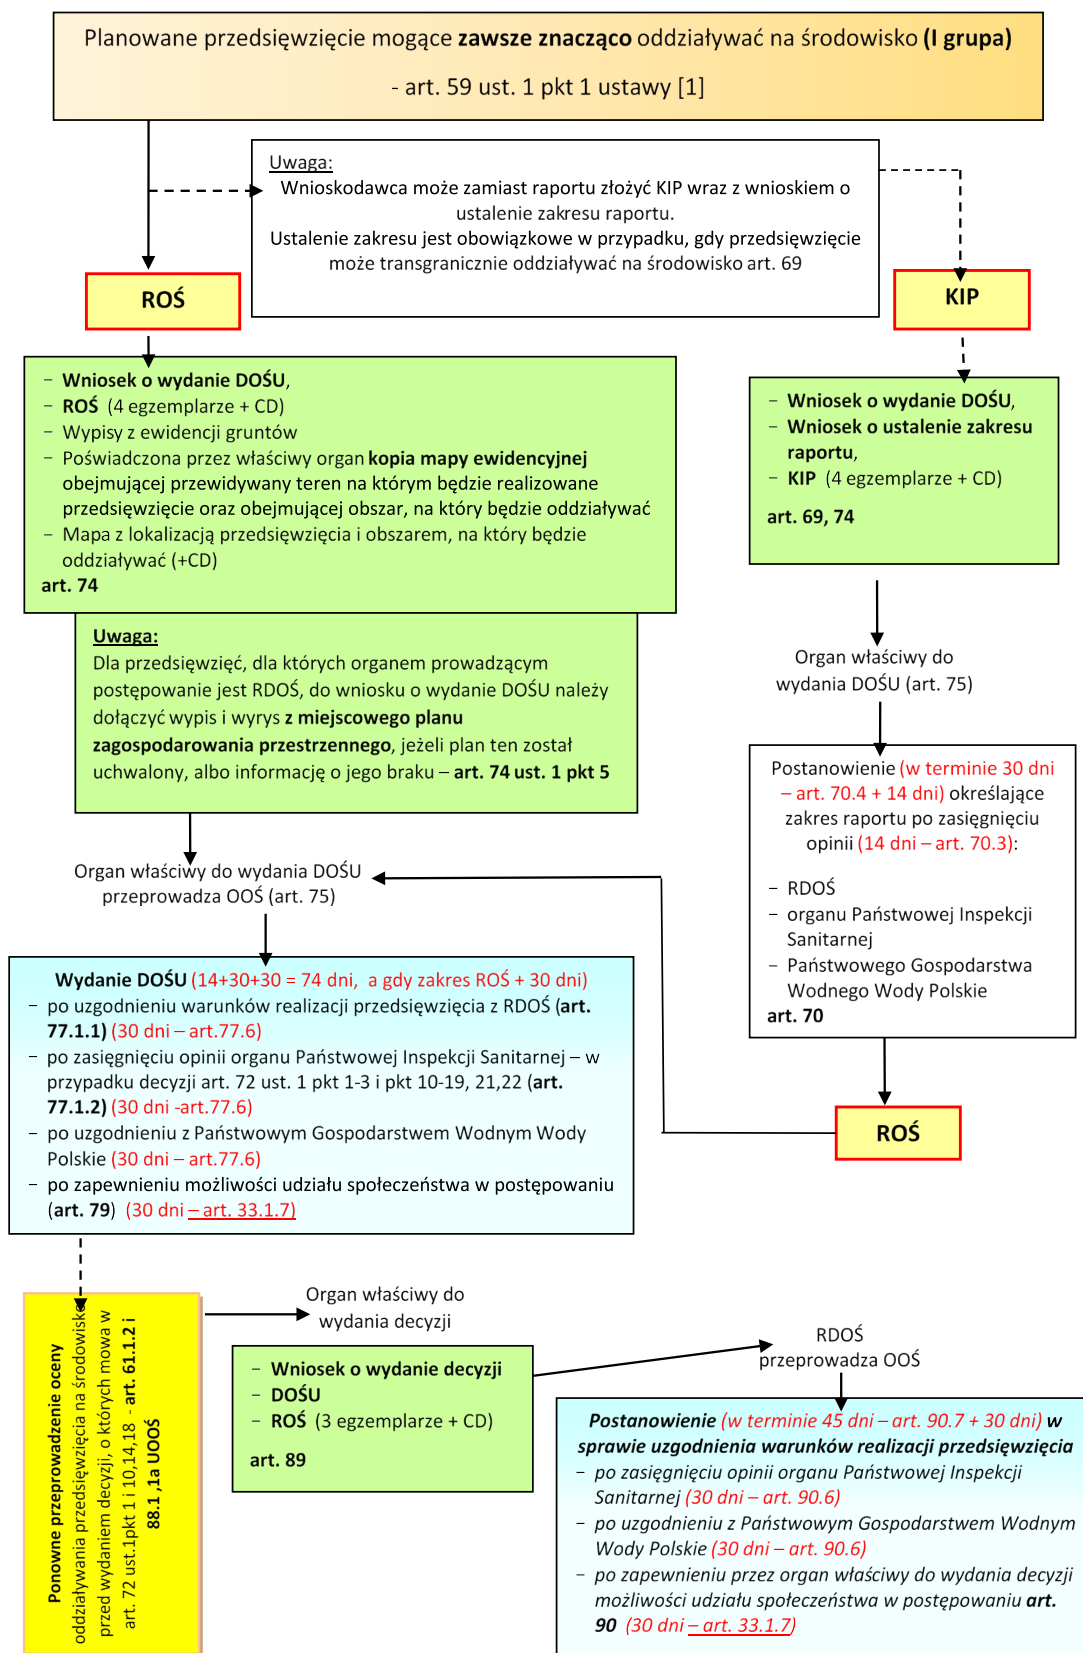 Planowane przedsięwzięcie mogące zawsze znacząco oddziaływać na środowisko (I grupa)
- art. 59 ust. 1 pkt 1 ustawy [1]
Uwaga:
Wnioskodawca może zamiast raportu złożyć KIP wraz z wnioskiem o
ustalenie zakresu raportu.
Ustalenie zakresu jest obowiązkowe w przypadku, gdy przedsięwzięcie
może transgranicznie oddziaływać na środowisko art. 69
ROŚ
KIP
− Wniosek o wydanie DOŚU,
− ROŚ (4 egzemplarze + CD)
− Wypisy z ewidencji gruntów
− Poświadczona przez właściwy organ kopia mapy ewidencyjnej
obejmującej przewidywany teren na którym będzie realizowane
przedsięwzięcie oraz obejmującej obszar, na który będzie oddziaływać
− Mapa z lokalizacją przedsięwzięcia i obszarem, na który będzie
oddziaływać (+CD)
art. 74
Uwaga:
Dla przedsięwzięć, dla których organem prowadzącym
postępowanie jest RDOŚ, do wniosku o wydanie DOŚU należy
dołączyć wypis i wyrys z miejscowego planu
zagospodarowania przestrzennego, jeżeli plan ten został
uchwalony, albo informację o jego braku – art. 74 ust. 1 pkt 5
− Wniosek o wydanie DOŚU,
− Wniosek o ustalenie zakresu
raportu,
− KIP (4 egzemplarze + CD)
art. 69, 74
Organ właściwy do
wydania DOŚU (art. 75)
Postanowienie (w terminie 30 dni
– art. 70.4 + 14 dni) określające
zakres raportu po zasięgnięciu
opinii (14 dni – art. 70.3):
− RDOŚ
− organu Państwowej Inspekcji
Sanitarnej
− Państwowego Gospodarstwa
Wodnego Wody Polskie
art. 70
ROŚ
Organ właściwy do wydania DOŚU
przeprowadza OOŚ (art. 75)
Wydanie DOŚU (14+30+30 = 74 dni, a gdy zakres ROŚ + 30 dni)
− po uzgodnieniu warunków realizacji przedsięwzięcia z RDOŚ (art.
77.1.1) (30 dni – art.77.6)
− po zasięgnięciu opinii organu Państwowej Inspekcji Sanitarnej – w
przypadku decyzji art. 72 ust. 1 pkt 1-3 i pkt 10-19, 21,22 (art.
77.1.2) (30 dni -art.77.6)
− po uzgodnieniu z Państwowym Gospodarstwem Wodnym Wody
Polskie (30 dni – art.77.6)
− po zapewnieniu możliwości udziału społeczeństwa w postępowaniu
(art. 79) (30 dni – art. 33.1.7)
Ponowne przeprowadzenie oceny
oddziaływania przedsięwzięcia na środowisko
przed wydaniem decyzji, o których mowa w
art. 72 ust.1pkt 1 i 10,14,18 - art. 61.1.2 i
88.1 ,1a UOOŚ
Organ właściwy do
wydania decyzji
− Wniosek o wydanie decyzji
− DOŚU
− ROŚ (3 egzemplarze + CD)
art. 89
RDOŚ
przeprowadza OOŚ
Postanowienie (w terminie 45 dni – art. 90.7 + 30 dni) w
sprawie uzgodnienia warunków realizacji przedsięwzięcia
− po zasięgnięciu opinii organu Państwowej Inspekcji
Sanitarnej (30 dni – art. 90.6)
− po uzgodnieniu z Państwowym Gospodarstwem Wodnym
Wody Polskie (30 dni – art. 90.6)
− po zapewnieniu przez organ właściwy do wydania decyzji
możliwości udziału społeczeństwa w postępowaniu art.
90 (30 dni – art. 33.1.7)